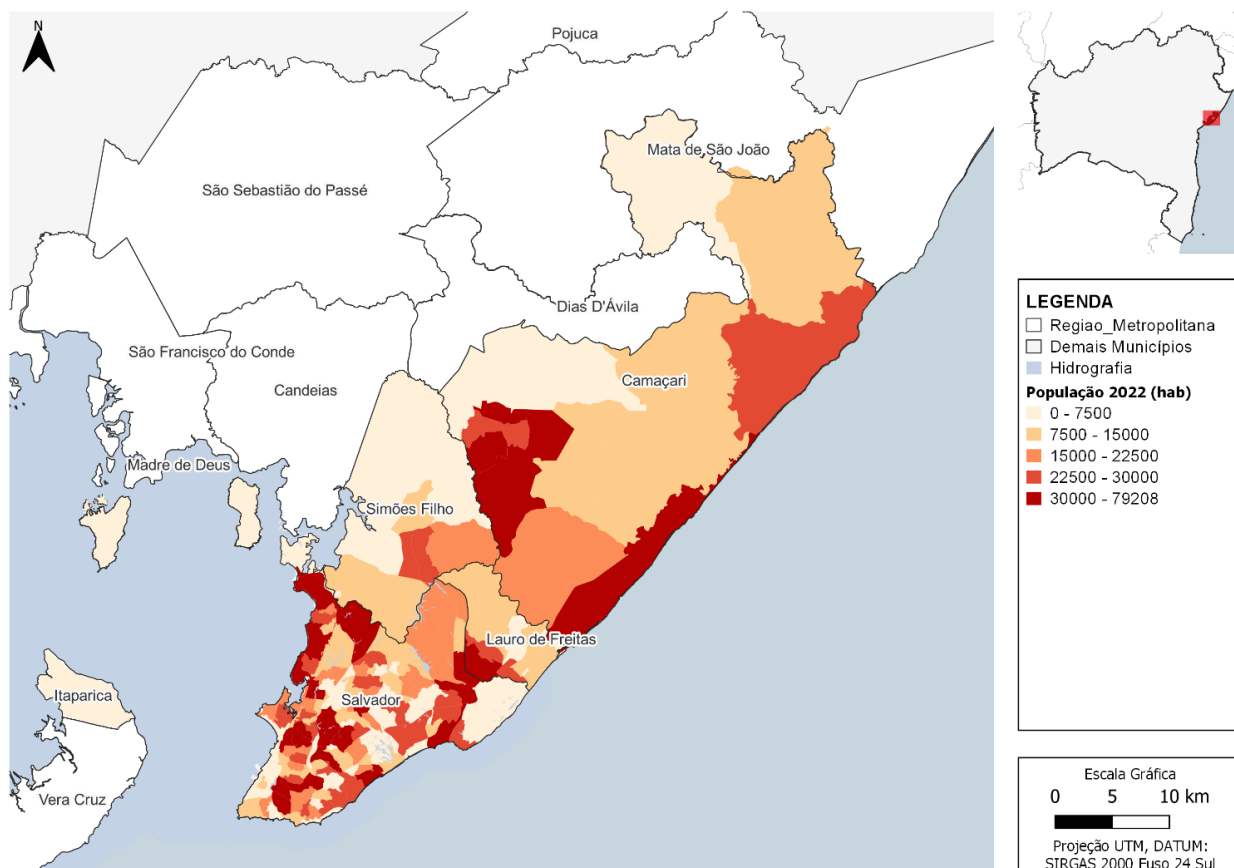 N
Pojuca
Mata de São João
São Sebastião do Passé
Dias D'Ávila
São Francisco do Conde
Candeias
Camaçari
Madre de Deus
Simões Filho
Lauro de Freitas
Itaparica
Salvador
Vera Cruz
LEGENDA
Regiao_Metropolitana
Demais Municípios
Hidrografia
População 2022 (hab)
0 - 7500
7500 - 15000
15000 - 22500
22500 - 30000
30000 - 79208
Escala Gráfica
0 5 10 km
Projeção UTM, DATUM:
SIRGAS 2000 Fuso 24 Sul